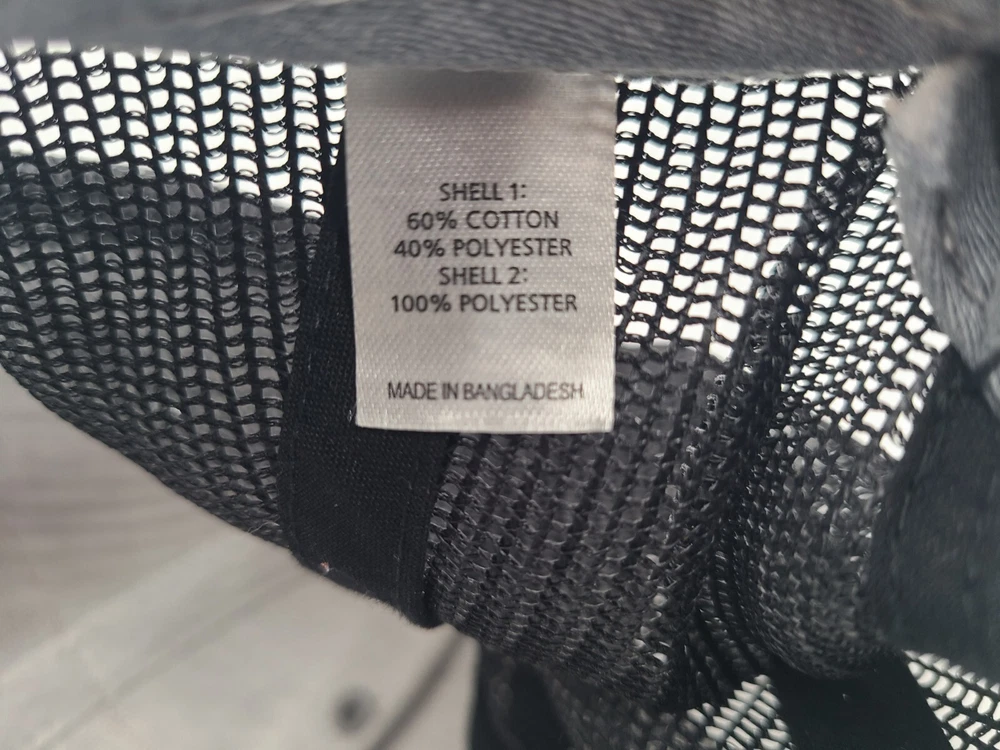 SHELL 1:
60% COTTON
40% POLYESTER
SHELL 2:
100% POLYESTER
MADE IN BANGLADESH